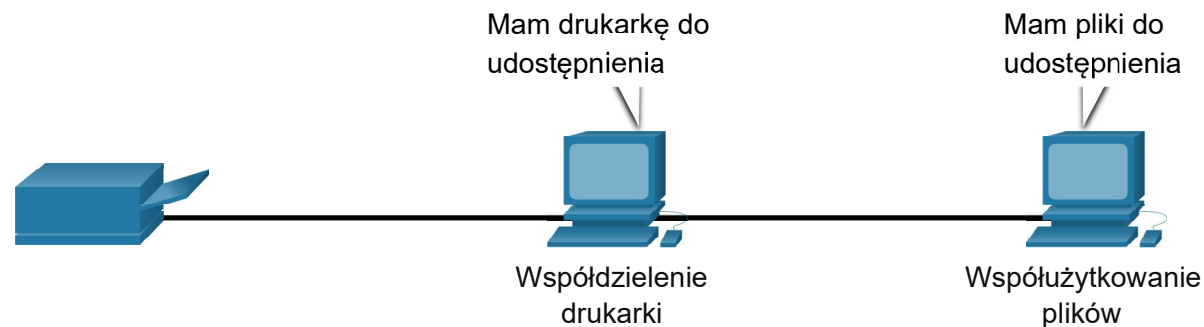 Mam drukarkę do
udostępnienia
Mam pliki do
udostępnienia
Współdzielenie
drukarki
Współużytkowanie
plików